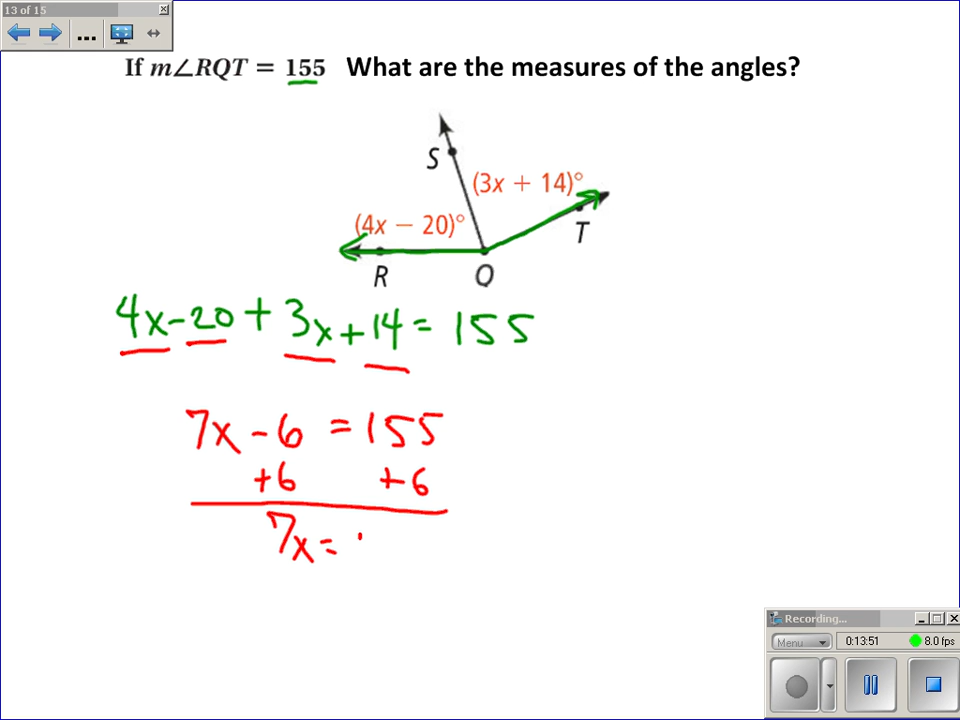 13 of 15
If m∠RQT = 155 What are the measures of the angles?
S
(3x + 14)°
(4x − 20)°
T
R
Q
4x-20 + 3x+14 = 155
7x - 6 = 155
+6 +6
7x =
Recording...
Menu
0:13:51
8.0 fps